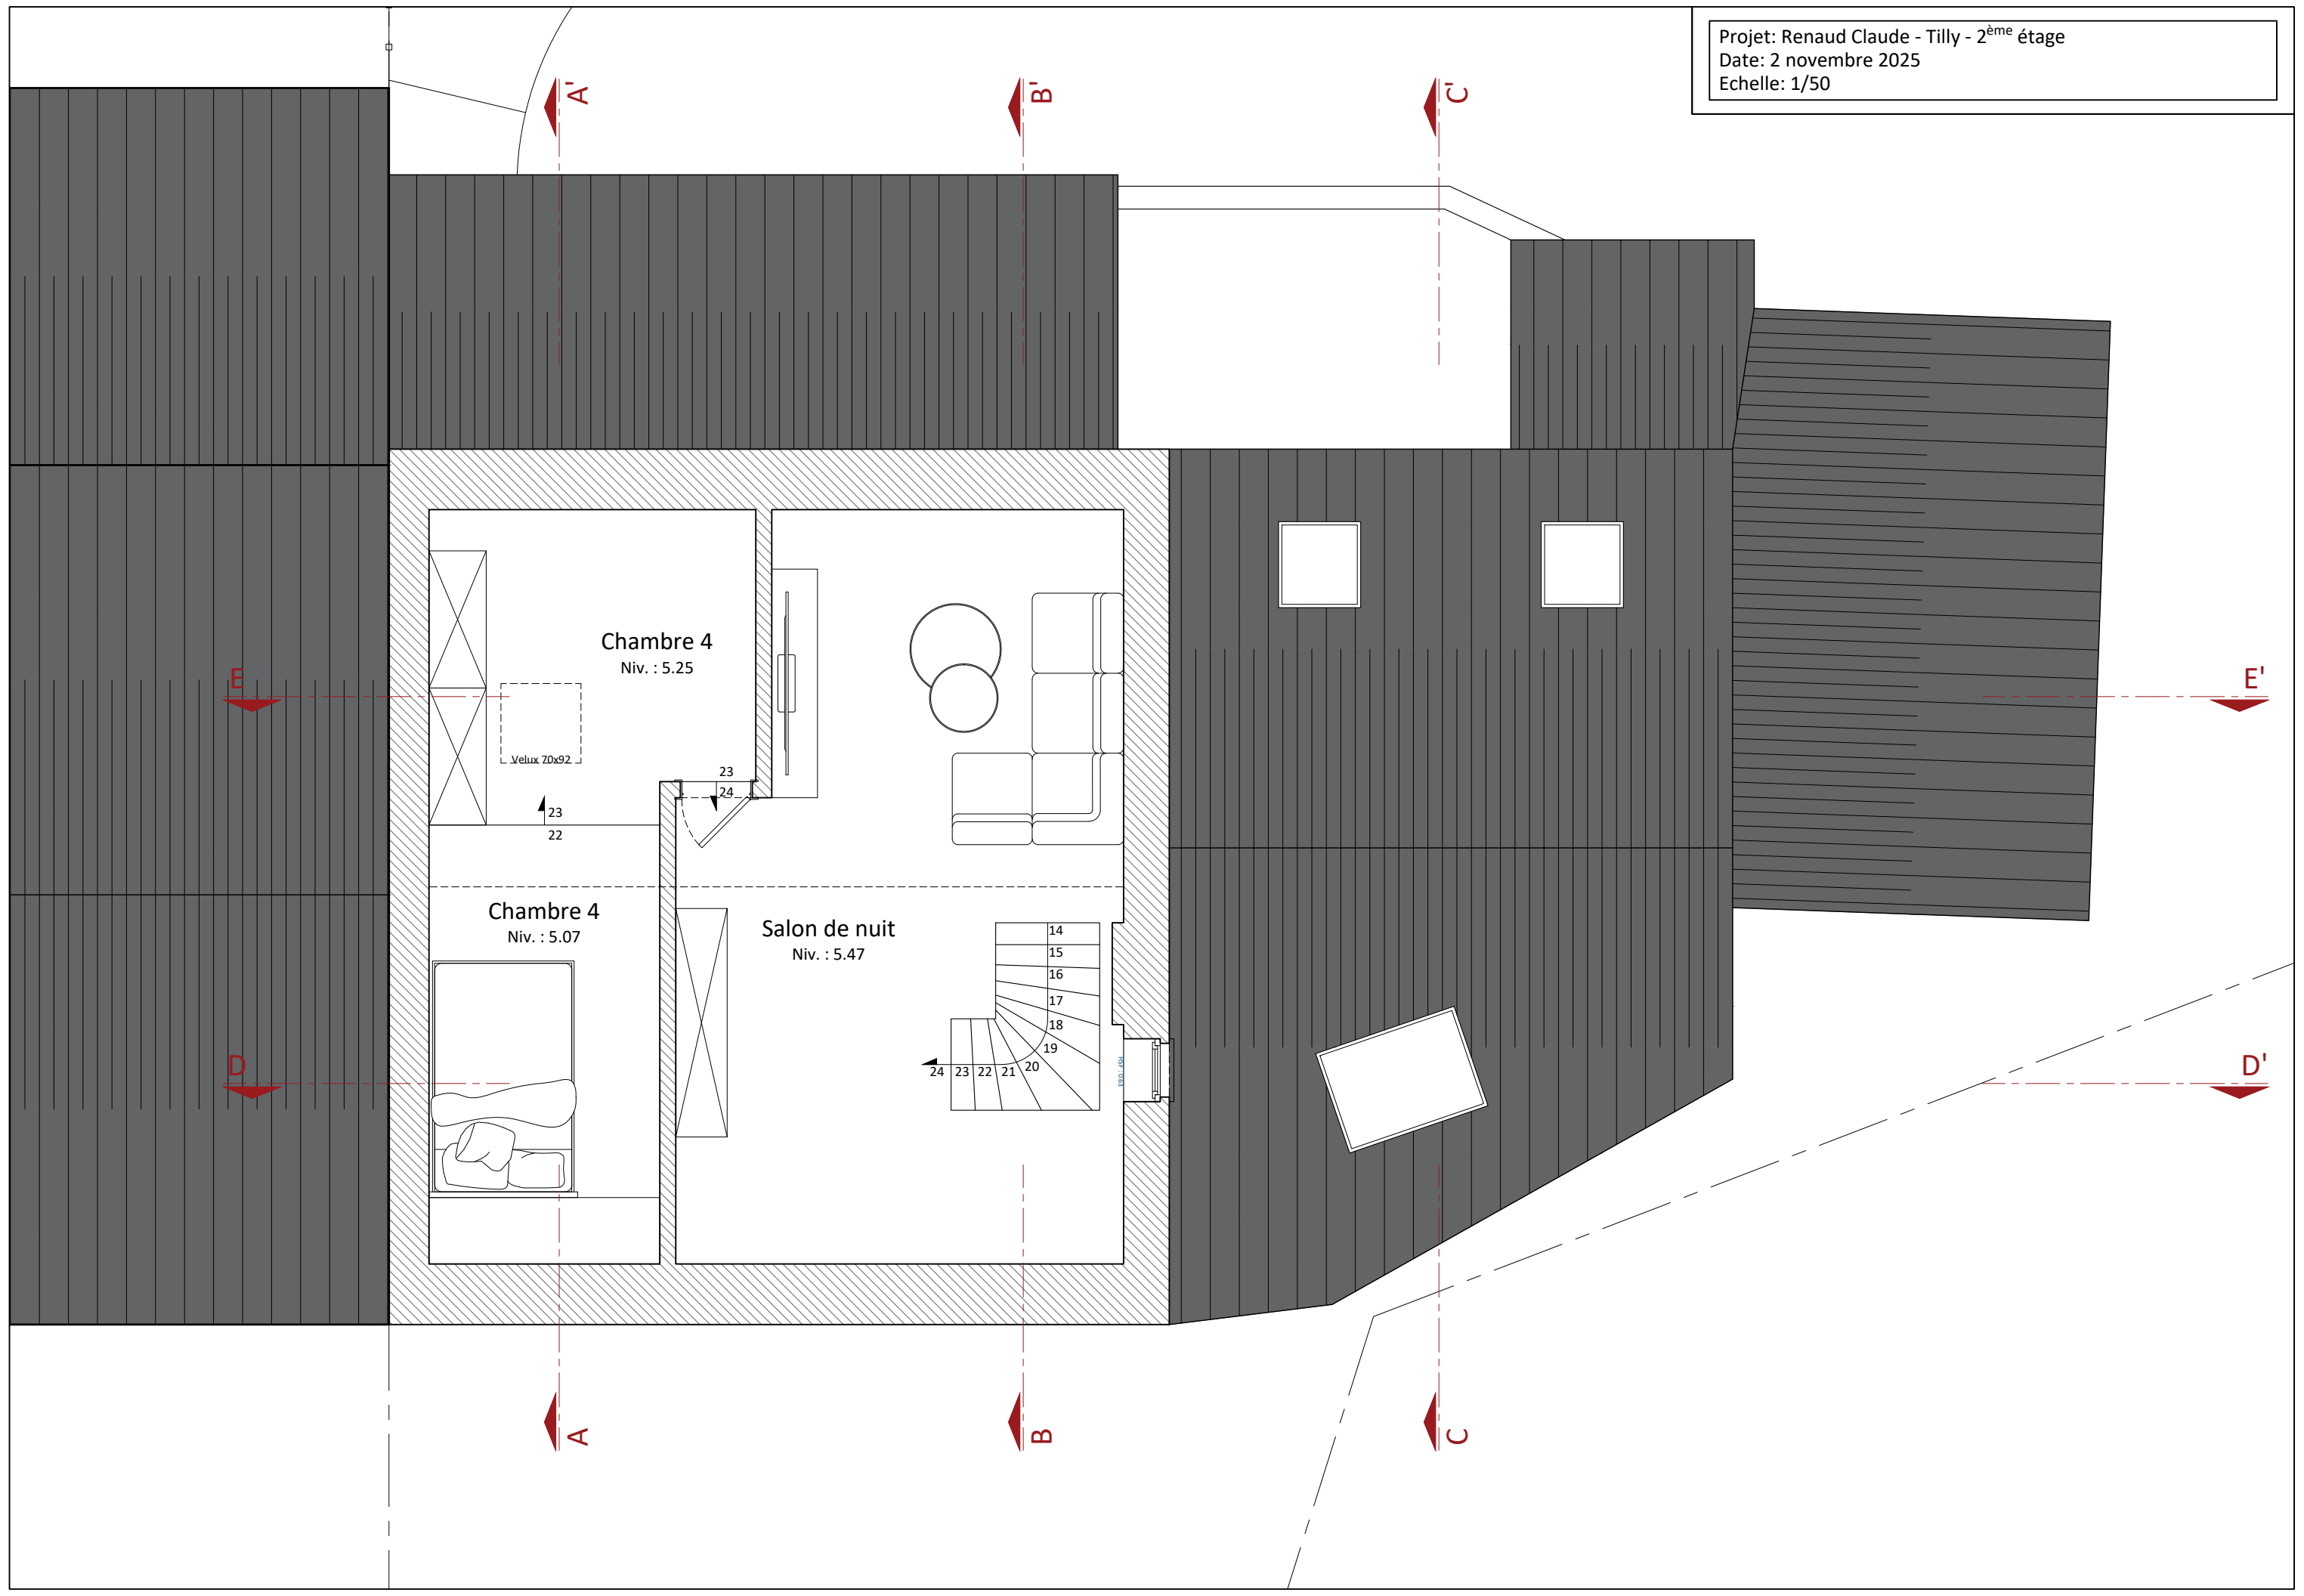 Projet: Renaud Claude - Tilly - 2ème étage
Date: 2 novembre 2025
Echelle: 1/50
A'
B'
C'
Chambre 4
Niv. : 5.25
E
E'
Velux 70x92
23
24
23
22
Chambre 4
Niv. : 5.07
Salon de nuit
Niv. : 5.47
14
15
16
17
18
19
20
21
22
23
24
D
D'
A
B
C